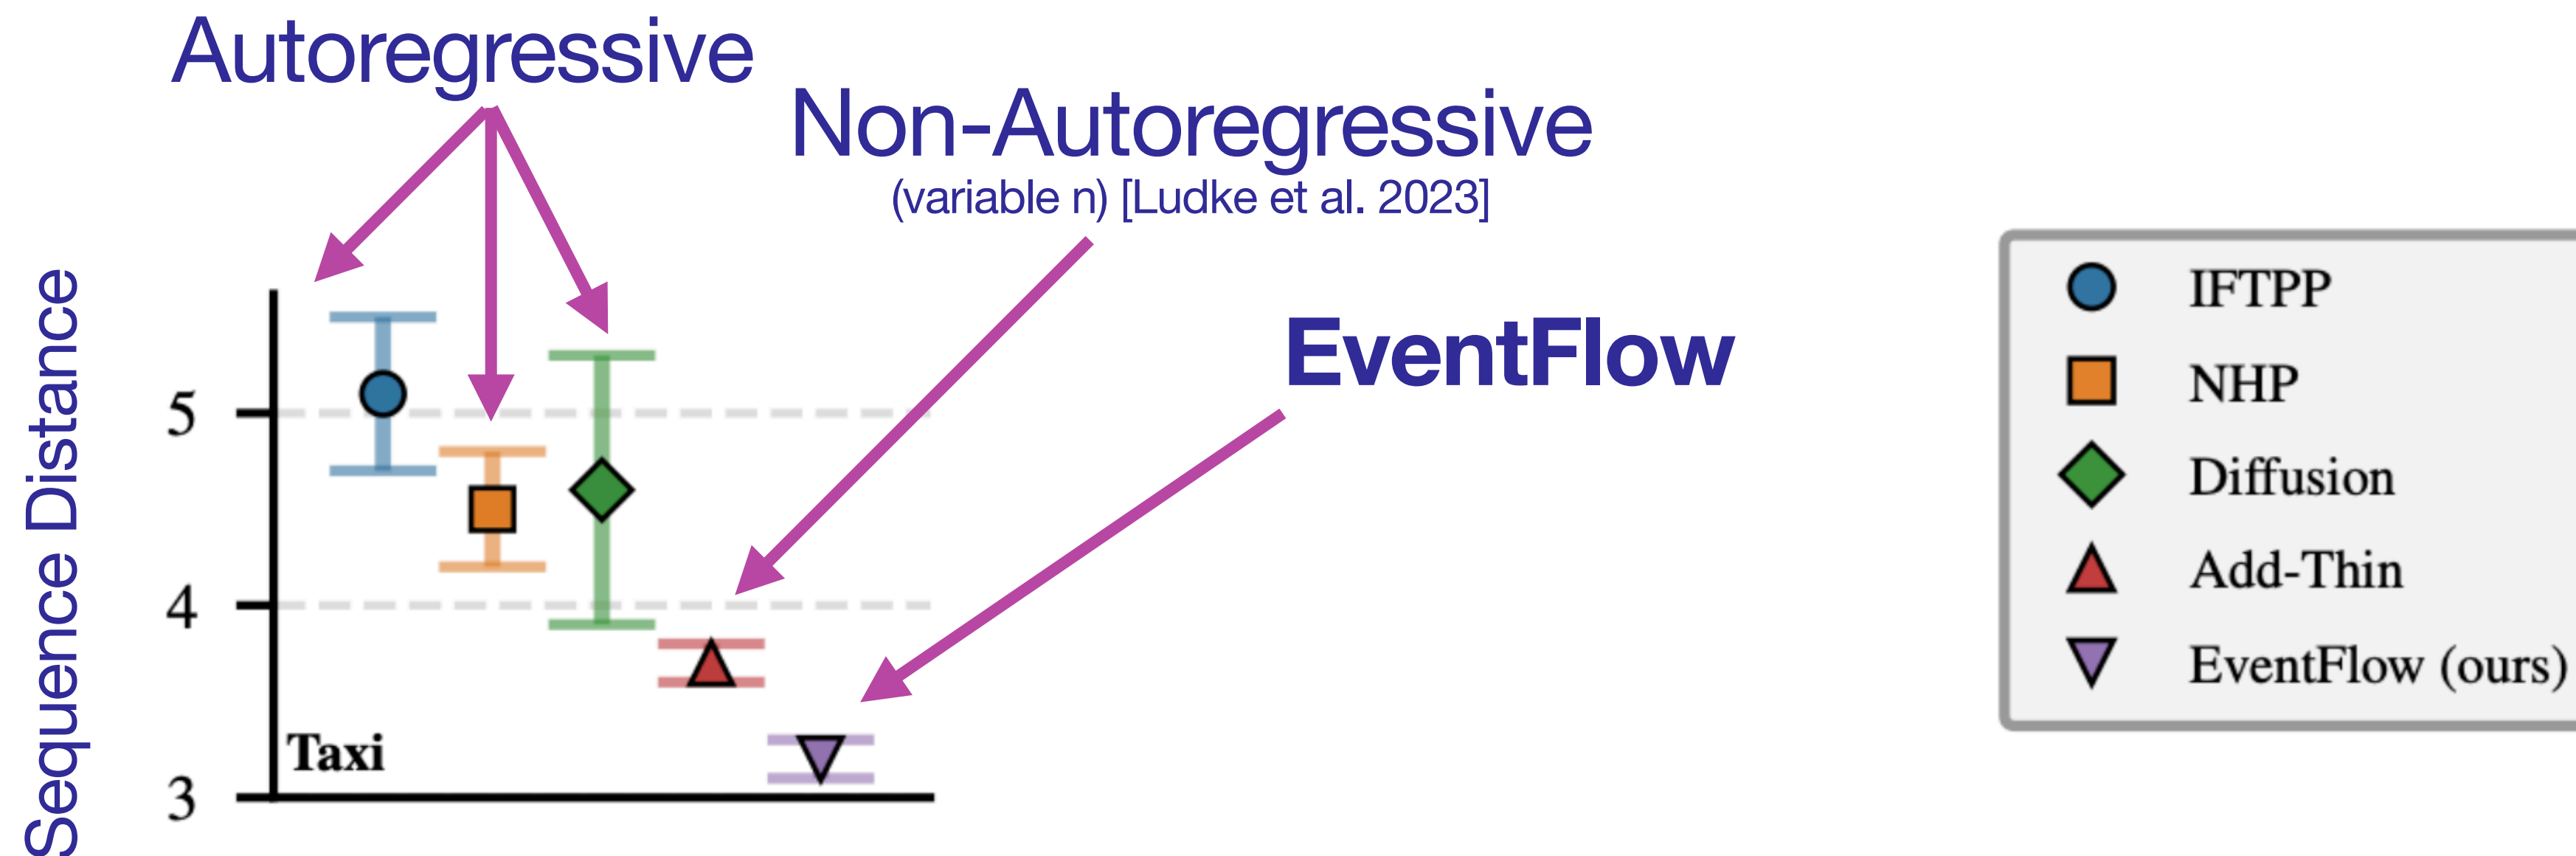 Autoregressive
Non-Autoregressive
(variable n) [Ludke et al. 2023]
EventFlow
Sequence Distance
5
4
3
Taxi
IFTPP
NHP
Diffusion
Add-Thin
EventFlow (ours)